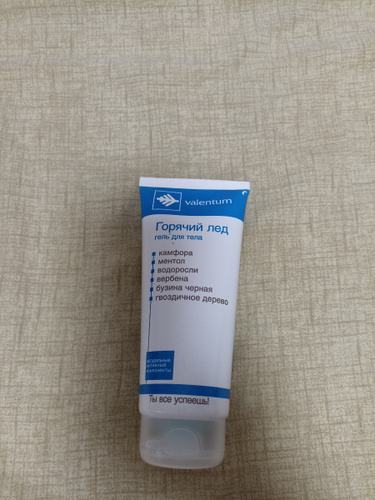 valentum
Горячий лед
гель для тела
камфора
ментол
водоросли
вербена
бузина черная
гвоздичное дерево
Ты все успеешь!